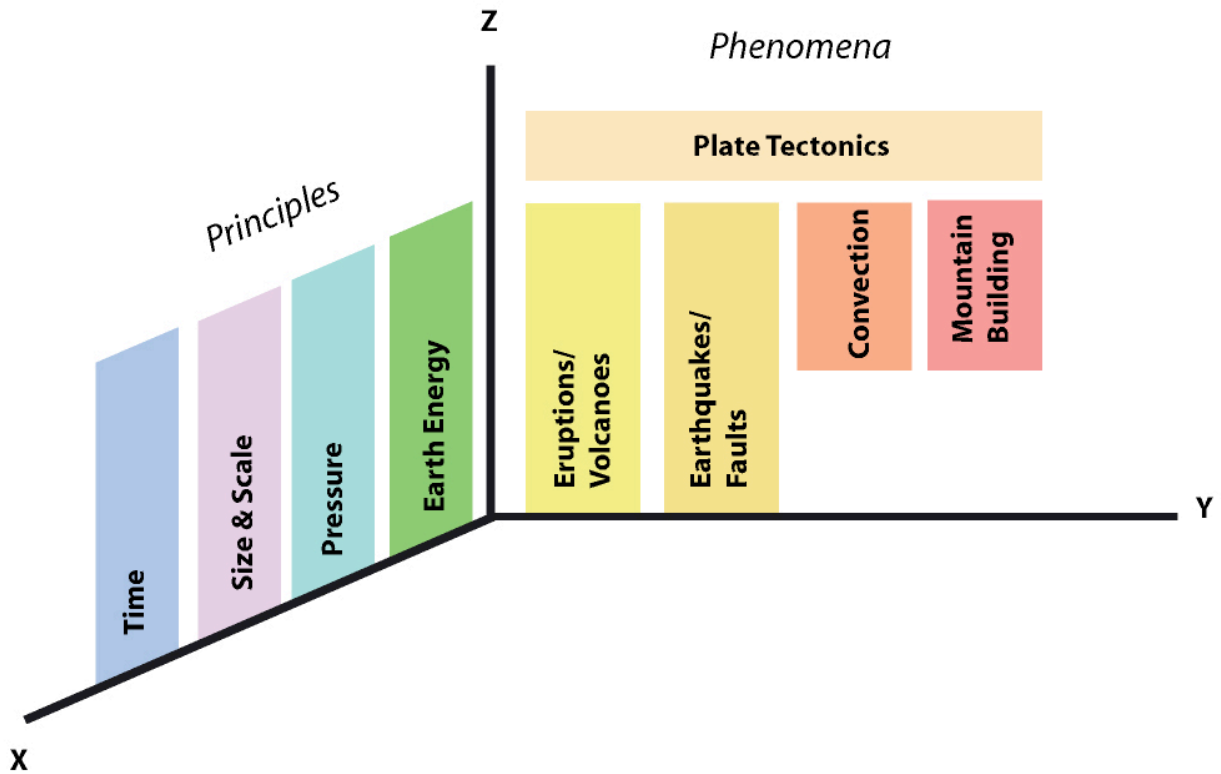 Z
Phenomena
Plate Tectonics
Principles
Time
Size & Scale
Pressure
Earth Energy
Eruptions/
Volcanoes
Earthquakes/
Faults
Convection
Mountain
Building
Y
X